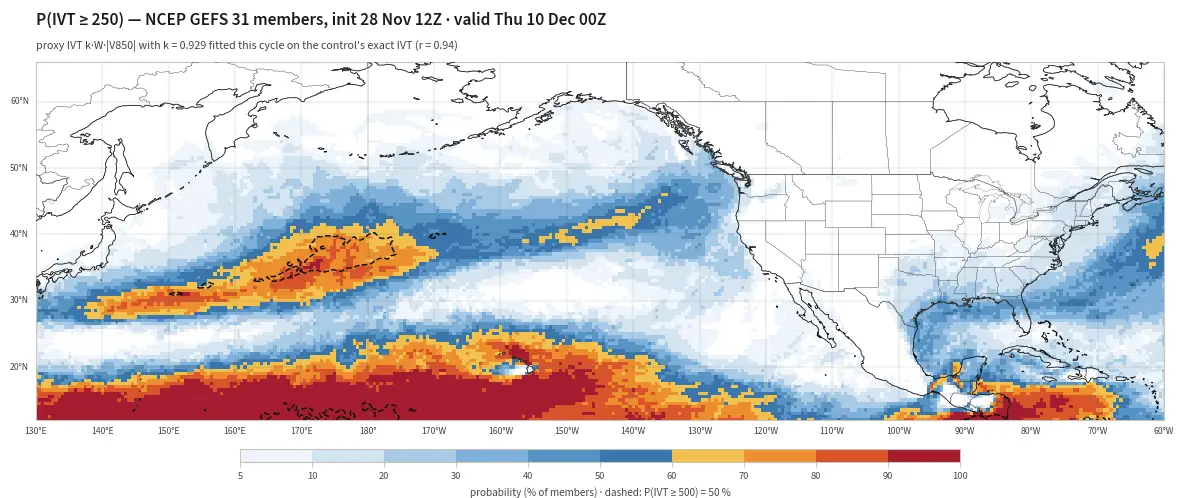 P(IVT ≥ 250) — NCEP GEFS 31 members, init 28 Nov 12Z · valid Thu 10 Dec 00Z
proxy IVT k·W·|V850| with k = 0.929 fitted this cycle on the control's exact IVT (r = 0.94)
60°N
50°N
40°N
30°N
20°N
130°E 140°E 150°E 160°E 170°E 180° 170°W 160°W 150°W 140°W 130°W 120°W 110°W 100°W 90°W 80°W 70°W 60°W
5 10 20 30 40 50 60 70 80 90 100
probability (% of members) · dashed: P(IVT ≥ 500) = 50 %